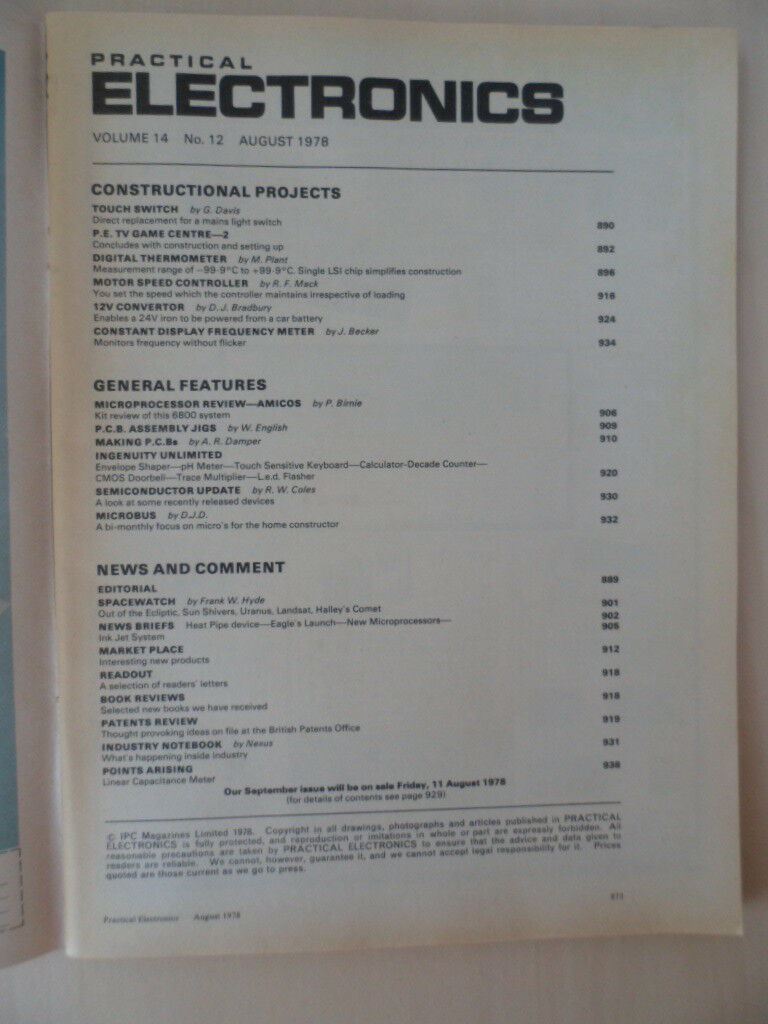 PRACTICAL
ELECTRONICS
VOLUME 14 No. 12 AUGUST 1978
CONSTRUCTIONAL PROJECTS
TOUCH SWITCH by G. Davis
Direct replacement for a mains light switch 890
P.E. TV GAME CENTRE—2
Concludes with construction and setting up 892
DIGITAL THERMOMETER by M. Plant
Measurement range of −99·9°C to +99·9°C. Single LSI chip simplifies construction 896
MOTOR SPEED CONTROLLER by R. F. Mack
You set the speed which the controller maintains irrespective of loading 916
12V CONVERTOR by D. J. Bradbury
Enables a 24V iron to be powered from a car battery 924
CONSTANT DISPLAY FREQUENCY METER by J. Becker
Monitors frequency without flicker 934
GENERAL FEATURES
MICROPROCESSOR REVIEW—AMICOS by P. Birnie
Kit review of this 6800 system 906
P.C.B. ASSEMBLY JIGS by W. English 909
MAKING P.C.Bs by A. R. Damper 910
INGENUITY UNLIMITED
Envelope Shaper—pH Meter—Touch Sensitive Keyboard—Calculator-Decade Counter—
CMOS Doorbell—Trace Multiplier—L.e.d. Flasher 920
SEMICONDUCTOR UPDATE by R. W. Coles
A look at some recently released devices 930
MICROBUS by D.J.D.
A bi-monthly focus on micro's for the home constructor 932
NEWS AND COMMENT
EDITORIAL 889
SPACEWATCH by Frank W. Hyde
Out of the Ecliptic, Sun Shivers, Uranus, Landsat, Halley's Comet 901
NEWS BRIEFS Heat Pipe device—Eagle's Launch—New Microprocessors— 902
Ink Jet System 905
MARKET PLACE
Interesting new products 912
READOUT
A selection of readers' letters 918
BOOK REVIEWS
Selected new books we have received 918
PATENTS REVIEW
Thought provoking ideas on file at the British Patents Office 919
INDUSTRY NOTEBOOK by Nexus
What's happening inside industry 931
POINTS ARISING
Linear Capacitance Meter 938
Our September issue will be on sale Friday, 11 August 1978
(for details of contents see page 929)
© IPC Magazines Limited 1978. Copyright in all drawings, photographs and articles published in PRACTICAL
ELECTRONICS is fully protected, and reproduction or imitations in whole or part are expressly forbidden. All
reasonable precautions are taken by PRACTICAL ELECTRONICS to ensure that the advice and data given to
readers are reliable. We cannot, however, guarantee it, and we cannot accept legal responsibility for it. Prices
quoted are those current as we go to press.
Practical Electronics August 1978